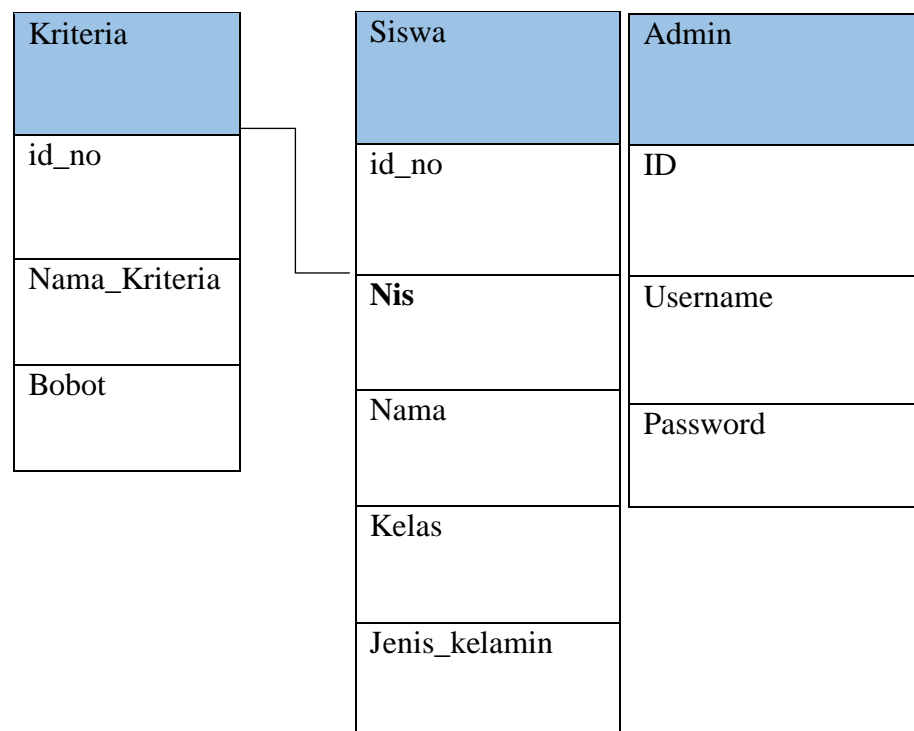 Kriteria
id_no
Nama_Kriteria
Bobot
Siswa
id_no
Nis
Nama
Kelas
Jenis_kelamin
Admin
ID
Username
Password